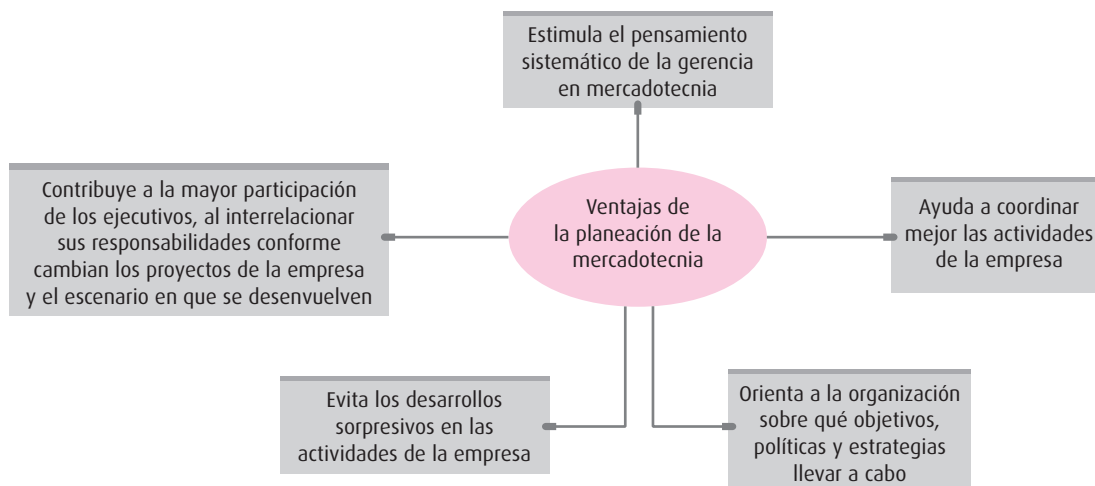 Estimula el pensamiento
sistemático de la gerencia
en mercadotecnia
Contribuye a la mayor participación
de los ejecutivos, al interrelacionar
sus responsabilidades conforme
cambian los proyectos de la empresa
y el escenario en que se desenvuelven
Ventajas de
la planeación de la
mercadotecnia
Ayuda a coordinar
mejor las actividades
de la empresa
Evita los desarrollos
sorpresivos en las
actividades de la empresa
Orienta a la organización
sobre qué objetivos,
políticas y estrategias
llevar a cabo